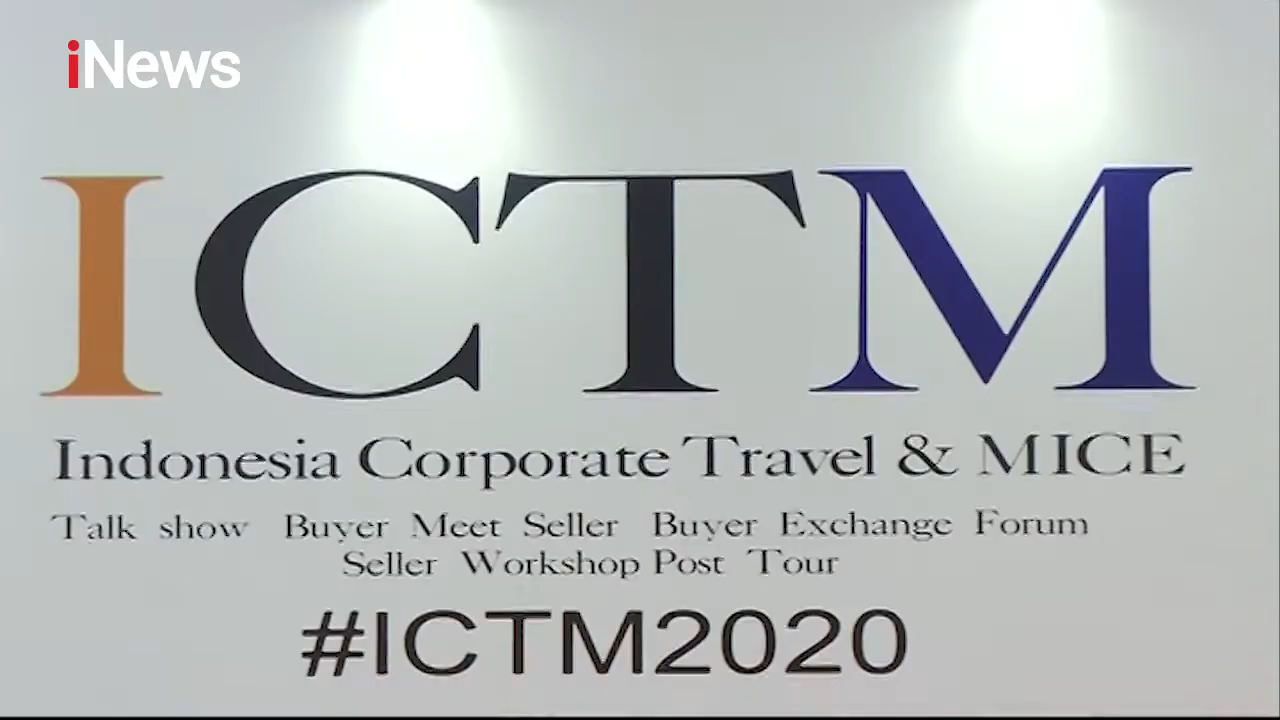 iNews
ICTM
Indonesia Corporate Travel & MICE
Talk show Buyer Meet Seller Buyer Exchange Forum
Seller Workshop Post Tour
#ICTM2020